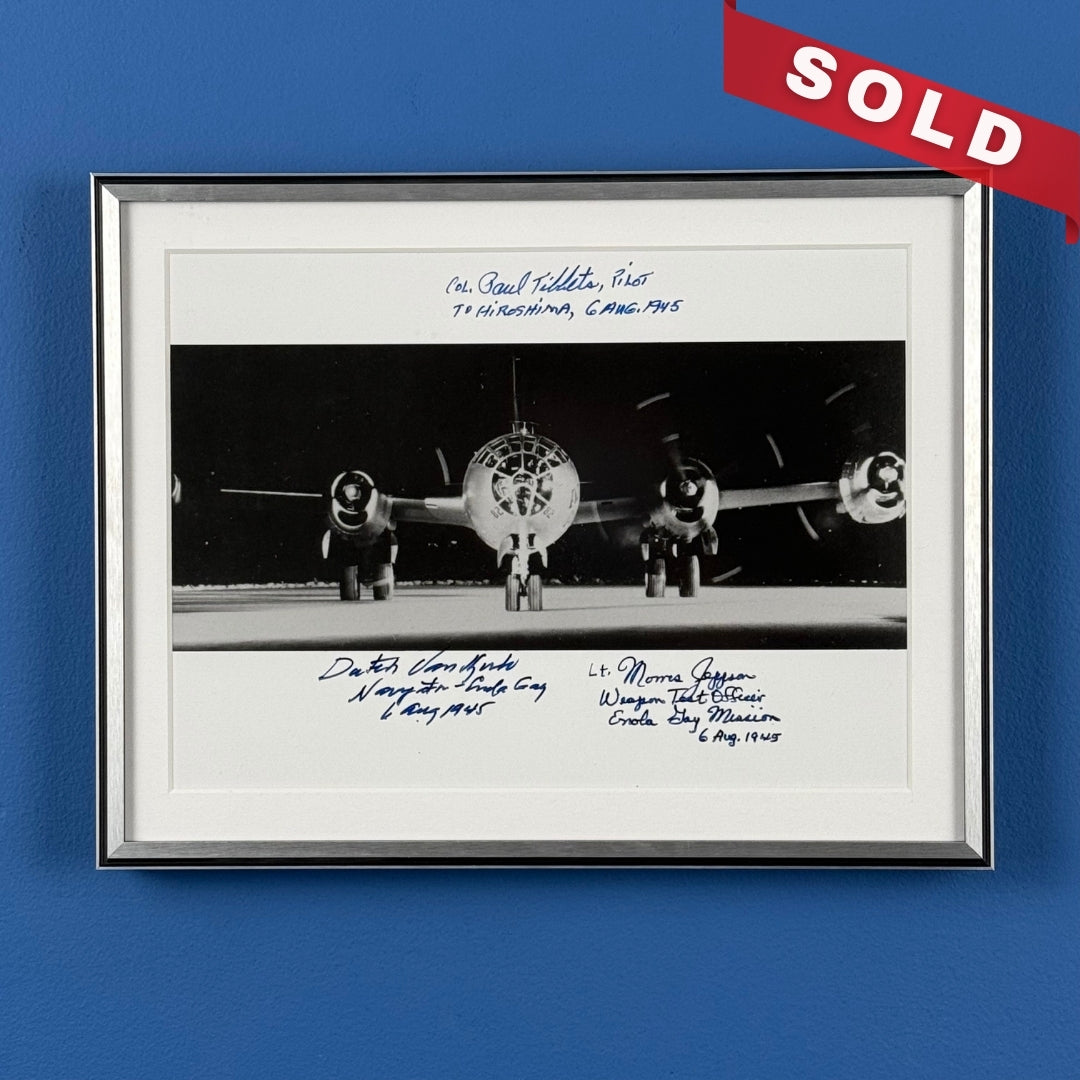 SOLD
COL. Paul Tibbets, PILOT
TO HIROSHIMA, 6 AUG. 1945
Dutch Van Kirk
Navigator - Enola Gay
6 Aug 1945
Lt. Morris Jeppson
Weapon Test Officer
Enola Gay Mission
6 Aug. 1945